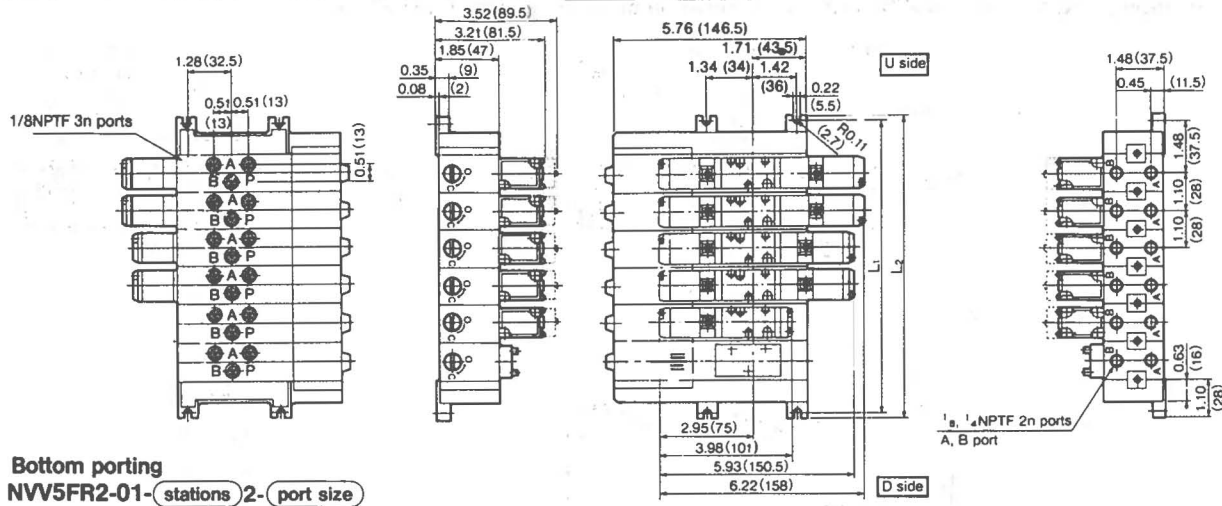 3.52 (89.5)
3.21 (81.5)
1.85 (47)
0.35 (9)
0.08 (2)
1.28 (32.5)
0.51 (13)
0.51 (13)
0.51 (13)
1/8NPTF 3n ports
A
B P
A
B P
A
B P
A
B P
A
B P
A
B P
O
C
O
C
O
C
O
C
O
C
O
C
5.76 (146.5)
1.71 (43.5)
1.34 (34)
1.42 (36)
0.22 (5.5)
R0.11 (2.7)
U side
L1
L2
2.95 (75)
3.98 (101)
5.93 (150.5)
6.22 (158)
D side
1.48 (37.5)
0.45 (11.5)
1.48 (37.5)
1.10 (28)
1.10 (28)
0.63 (16)
1.10 (28)
B
A
A
A
B
A
1/8, 1/4NPTF 2n ports
A, B port
Bottom porting
NVV5FR2-01-stations 2-port size